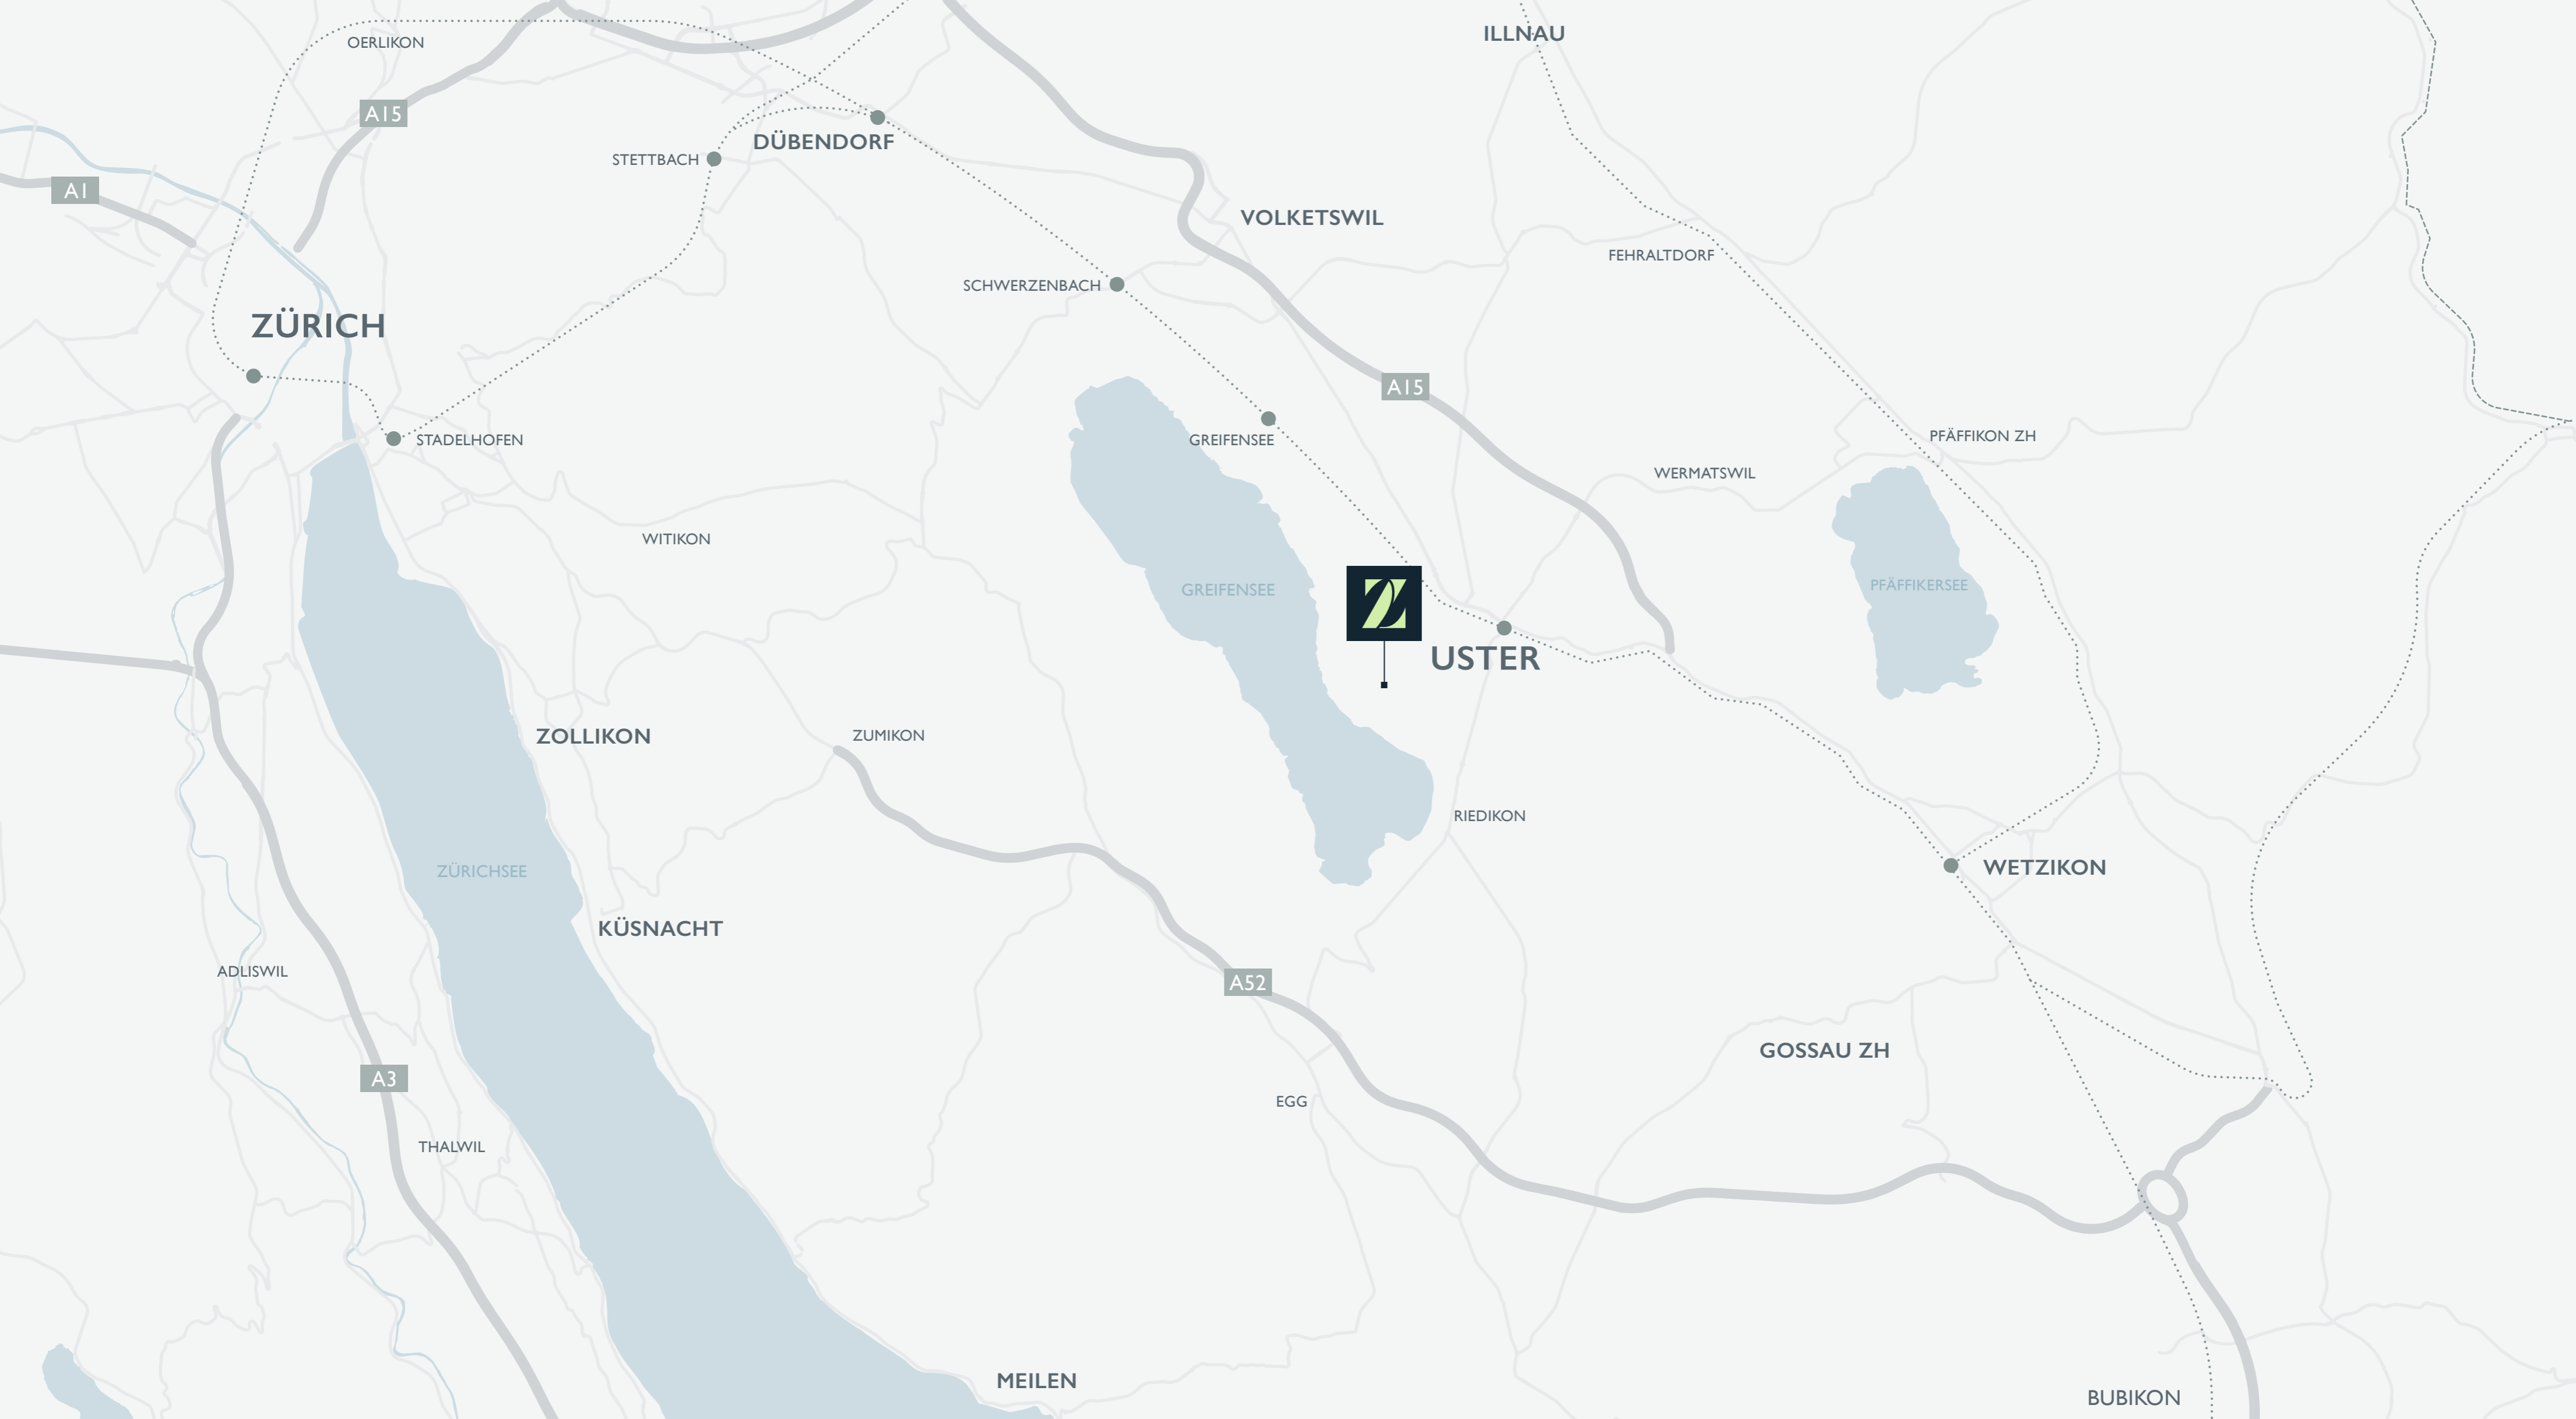 ILLNAU
OERLIKON
A15
DÜBENDORF
STETTBACH
A1
VOLKETSWIL
FEHRALTDORF
SCHWERZENBACH
ZÜRICH
A15
PFÄFFIKON ZH
STADELHOFEN
GREIFENSEE
WERMATSWIL
WITIKON
PFÄFFIKERSEE
GREIFENSEE
Z
USTER
ZOLLIKON
ZUMIKON
RIEDIKON
WETZIKON
ZÜRICHSEE
KÜSNACHT
ADLISWIL
A52
GOSSAU ZH
A3
EGG
THALWIL
MEILEN
BUBIKON